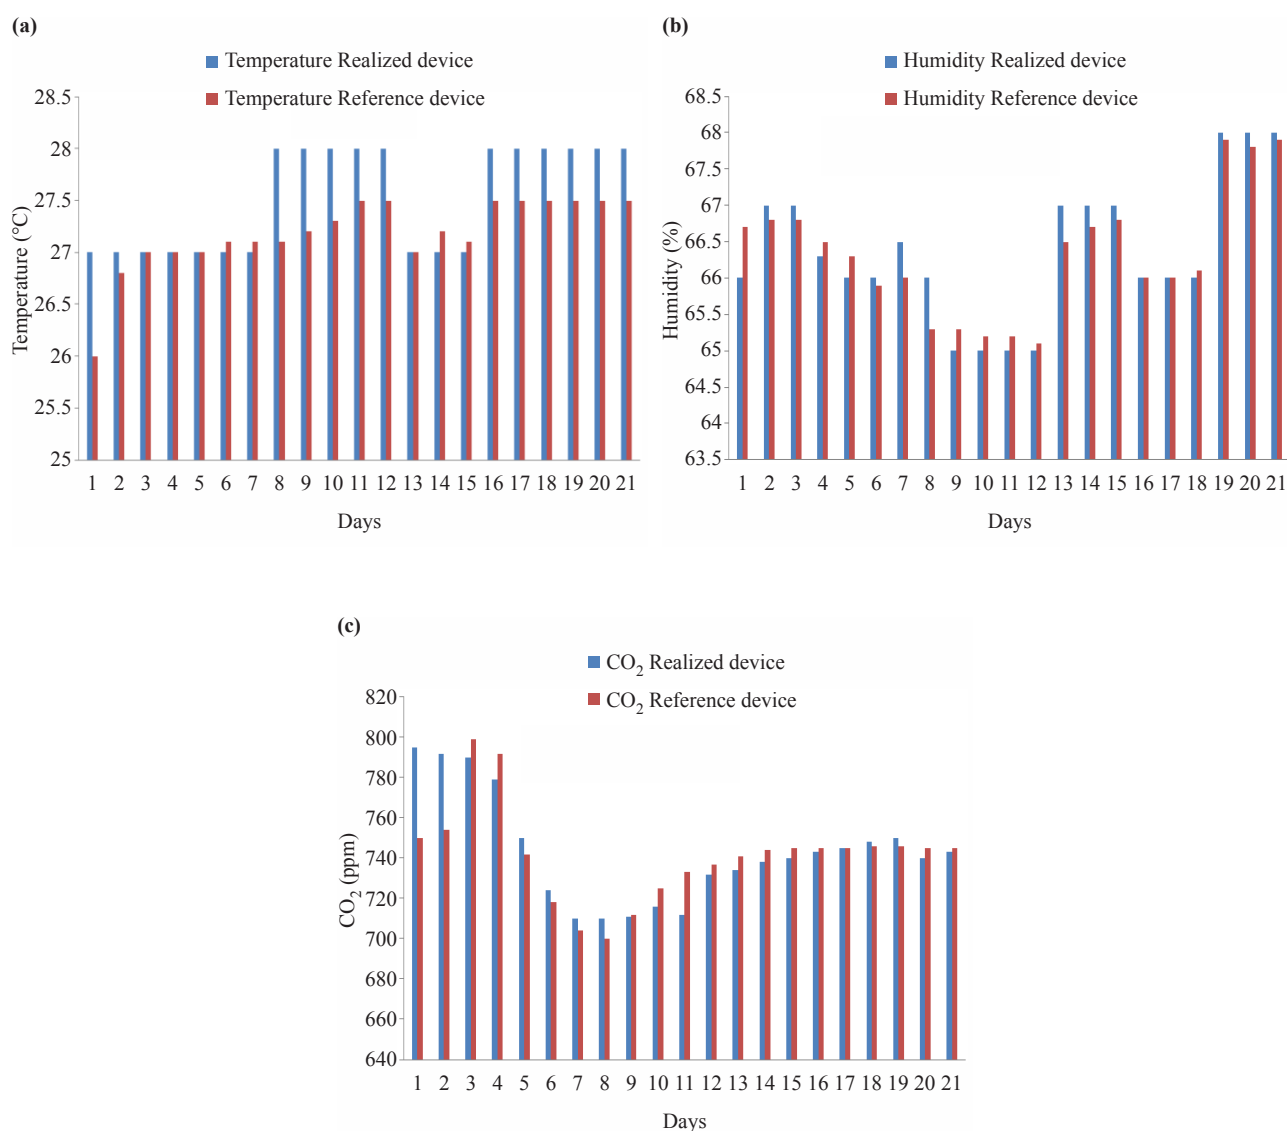 (a)
Temperature Realized device
Temperature Reference device
28.5
28
27.5
27
26.5
26
25.5
25
Temperature (°C)
1 2 3 4 5 6 7 8 9 10 11 12 13 14 15 16 17 18 19 20 21
Days
(b)
Humidity Realized device
Humidity Reference device
68.5
68
67.5
67
66.5
66
65.5
65
64.5
64
63.5
Humidity (%)
1 2 3 4 5 6 7 8 9 10 11 12 13 14 15 16 17 18 19 20 21
Days
(c)
CO₂ Realized device
CO₂ Reference device
820
800
780
760
740
720
700
680
660
640
CO₂ (ppm)
1 2 3 4 5 6 7 8 9 10 11 12 13 14 15 16 17 18 19 20 21
Days